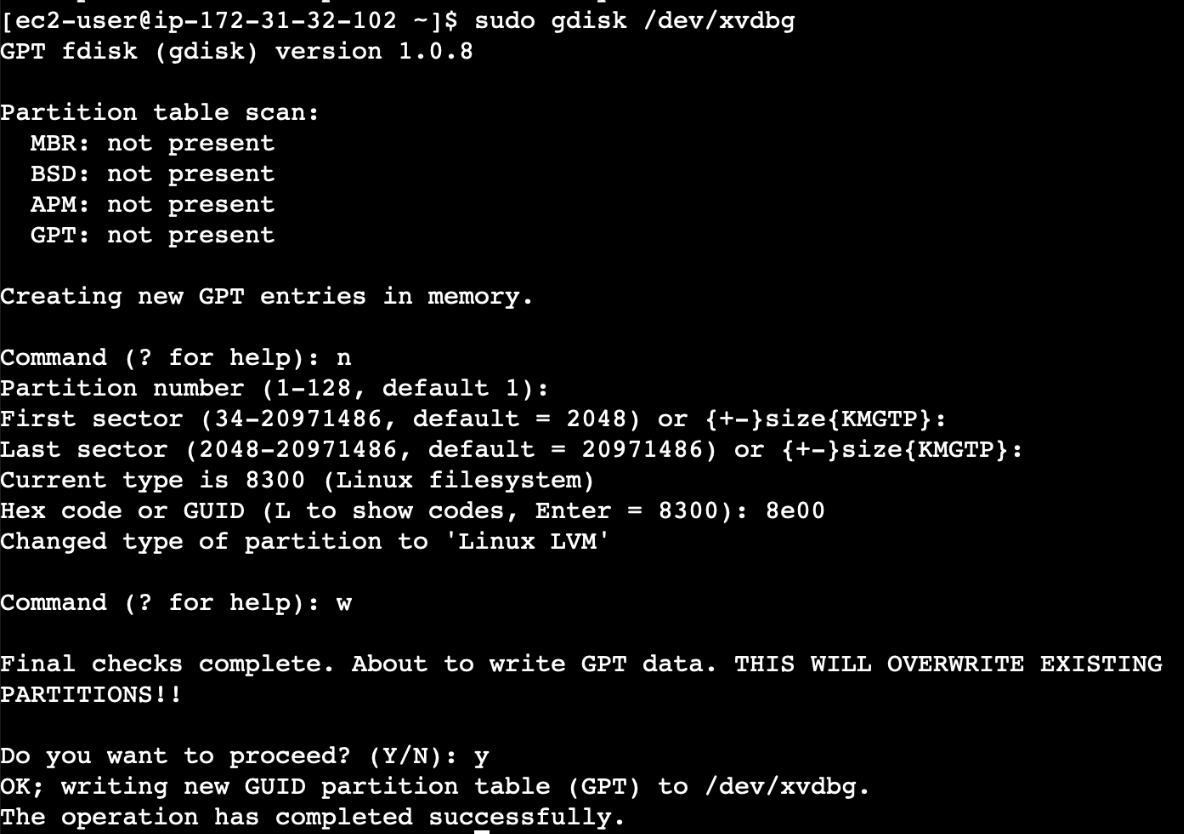 [ec2-user@ip-172-31-32-102 ~]$ sudo gdisk /dev/xvdbg
GPT fdisk (gdisk) version 1.0.8
Partition table scan:
MBR: not present
BSD: not present
APM: not present
GPT: not present
Creating new GPT entries in memory.
Command (? for help): n
Partition number (1-128, default 1):
First sector (34-20971486, default = 2048) or {+-}size{KMGTP}:
Last sector (2048-20971486, default = 20971486) or {+-}size{KMGTP}:
Current type is 8300 (Linux filesystem)
Hex code or GUID (L to show codes, Enter = 8300): 8e00
Changed type of partition to 'Linux LVM'
Command (? for help): w
Final checks complete. About to write GPT data. THIS WILL OVERWRITE EXISTING
PARTITIONS!!
Do you want to proceed? (Y/N): y
OK; writing new GUID partition table (GPT) to /dev/xvdbg.
The operation has completed successfully.